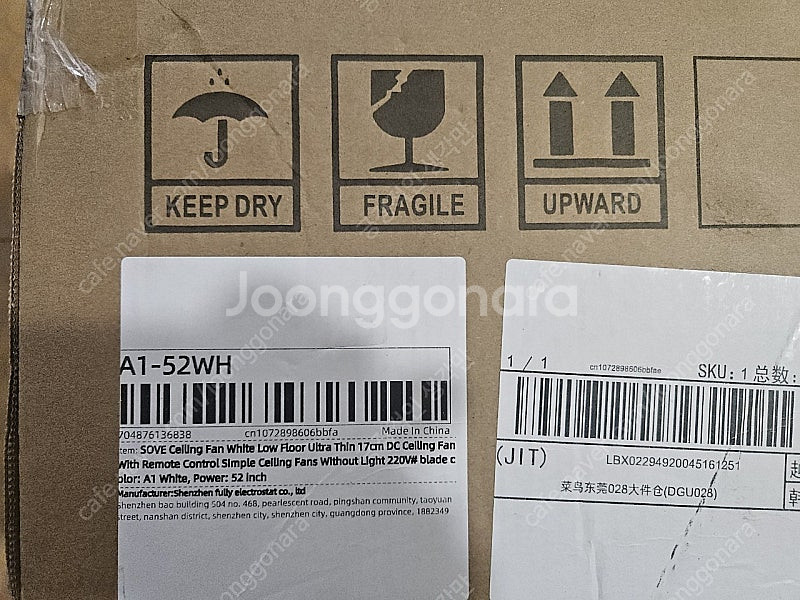 KEEP DRY
FRAGILE
UPWARD
Joonggonara
A1-52WH
704876136838 cn1072898606bbfa Made In China
tem: SOVE Ceiling Fan White Low Floor Ultra Thin 17cm DC Ceiling Fan
With Remote Control Simple Ceiling Fans Without Light 220V# blade c
olor: A1 White, Power: 52 inch
Manufacturer:Shenzhen fully electrostat co., ltd
Shenzhen bao building 504 no. 468, pearlescent road, pingshan community, taoyuan
street, nanshan district, shenzhen city, shenzhen city, guangdong province, 1882349
1 / 1 cn1072898606bbfae SKU: 1 总数:
(JIT) LBX02294920045161251
菜鸟东莞028大件仓(DGU028)
韩